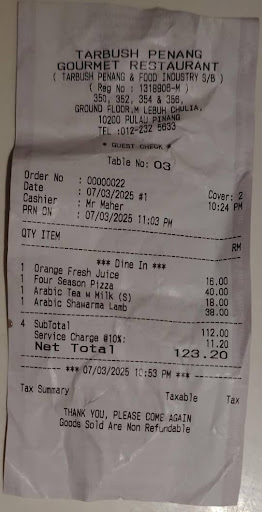 TARBUSH PENANG
GOURMET RESTAURANT
( TARBUSH PENANG & FOOD INDUSTRY S/B )
( Reg No : 1318806-M )
350, 352, 354 & 356,
GROUND FLOOR,M LEBUH CHULIA,
10200 PULAU PINANG
TEL :012-232 5633
* GUEST CHECK *
Table No: 03
Order No : 00000022
Date : 07/03/2025 #1 Cover: 2
Cashier : Mr Maher 10:24 PM
PRN ON : 07/03/2025 11:03 PM
QTY ITEM RM
*** Dine In ***
1 Orange Fresh Juice 16.00
1 Four Season Pizza 40.00
1 Arabic Tea w Milk (S) 18.00
1 Arabic Shawarma Lamb 38.00
4 SubTotal 112.00
Service Charge @10%: 11.20
Net Total 123.20
*** 07/03/2025 10:53 PM ***
Tax Summary Taxable Tax
THANK YOU, PLEASE COME AGAIN
Goods Sold Are Non Refundable